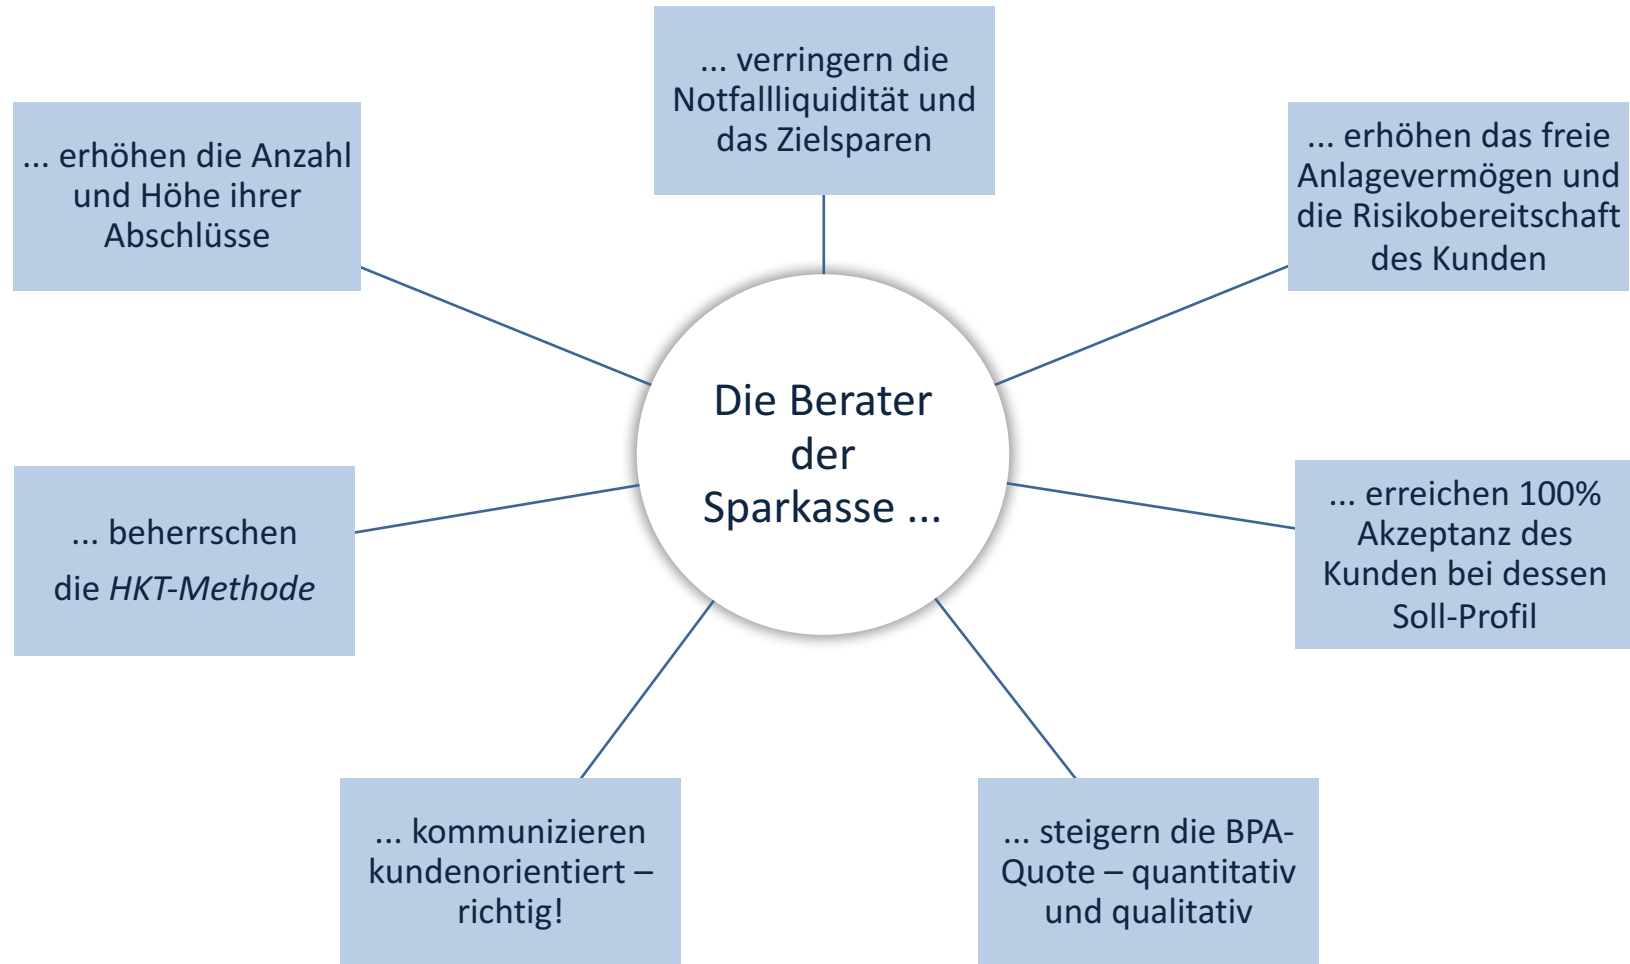 ... verringern die
Notfallliquidität und
das Zielsparen
... erhöhen die Anzahl
und Höhe ihrer
Abschlüsse
... erhöhen das freie
Anlagevermögen und
die Risikobereitschaft
des Kunden
Die Berater
der
Sparkasse ...
... beherrschen
die HKT-Methode
... erreichen 100%
Akzeptanz des
Kunden bei dessen
Soll-Profil
... kommunizieren
kundenorientiert –
richtig!
... steigern die BPA-
Quote – quantitativ
und qualitativ